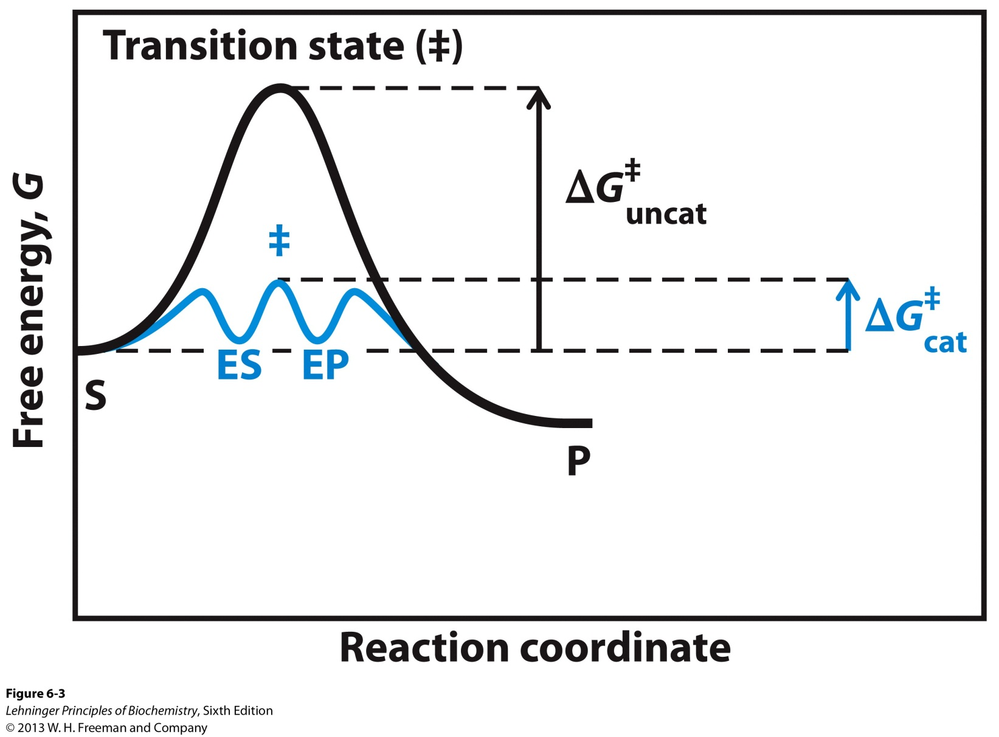 Transition state (‡)
Free energy, G
ΔG‡uncat
‡
ΔG‡cat
ES
EP
S
P
Reaction coordinate
Figure 6-3
Lehninger Principles of Biochemistry, Sixth Edition
© 2013 W. H. Freeman and Company